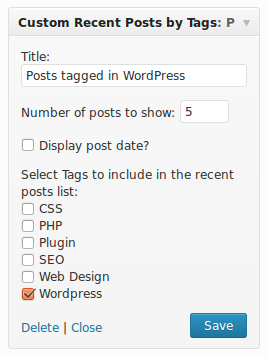 Custom Recent Posts by Tags: P
Title:
Posts tagged in WordPress
Number of posts to show: 5
Display post date?
Select Tags to include in the recent
posts list:
CSS
PHP
Plugin
SEO
Web Design
Wordpress
Delete | Close
Save